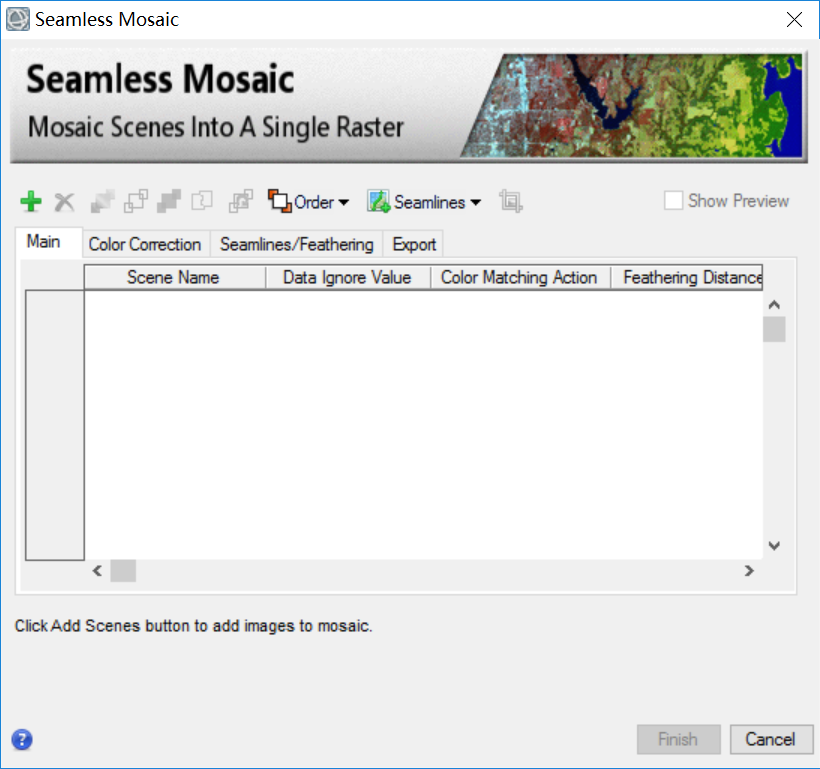 Seamless Mosaic
Seamless Mosaic
Mosaic Scenes Into A Single Raster
Order Seamlines Show Preview
Main Color Correction Seamlines/Feathering Export
Scene Name Data Ignore Value Color Matching Action Feathering Distance
Click Add Scenes button to add images to mosaic.
? Finish Cancel